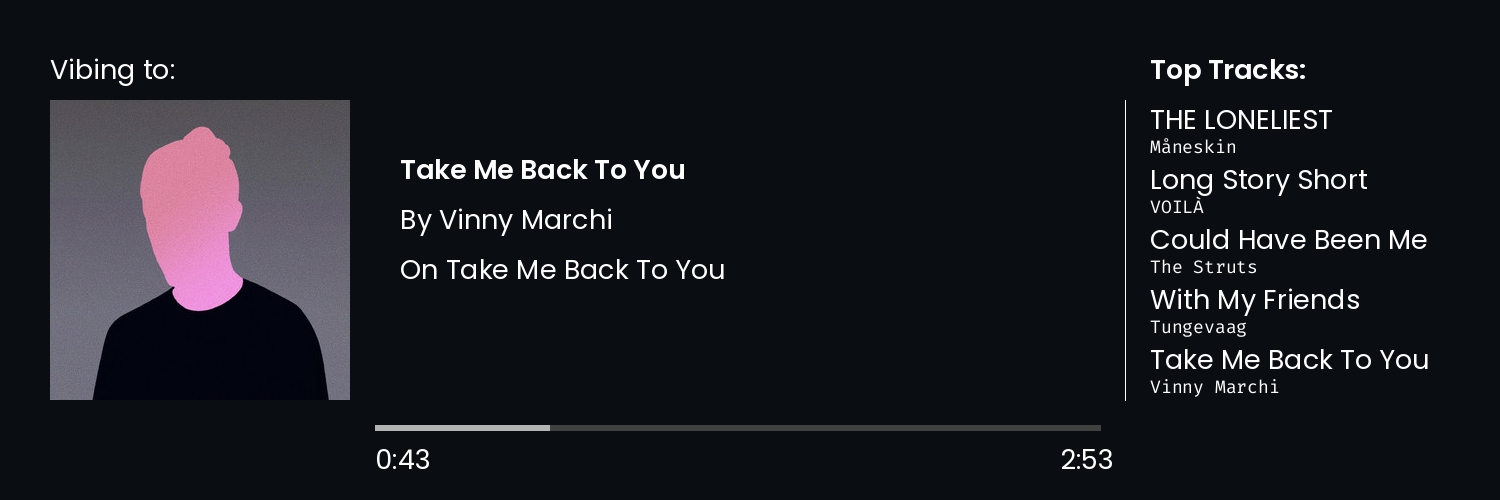 Vibing to:
Take Me Back To You
By Vinny Marchi
On Take Me Back To You
0:43
2:53
Top Tracks:
THE LONELIEST
Måneskin
Long Story Short
VOILÀ
Could Have Been Me
The Struts
With My Friends
Tungevaag
Take Me Back To You
Vinny Marchi